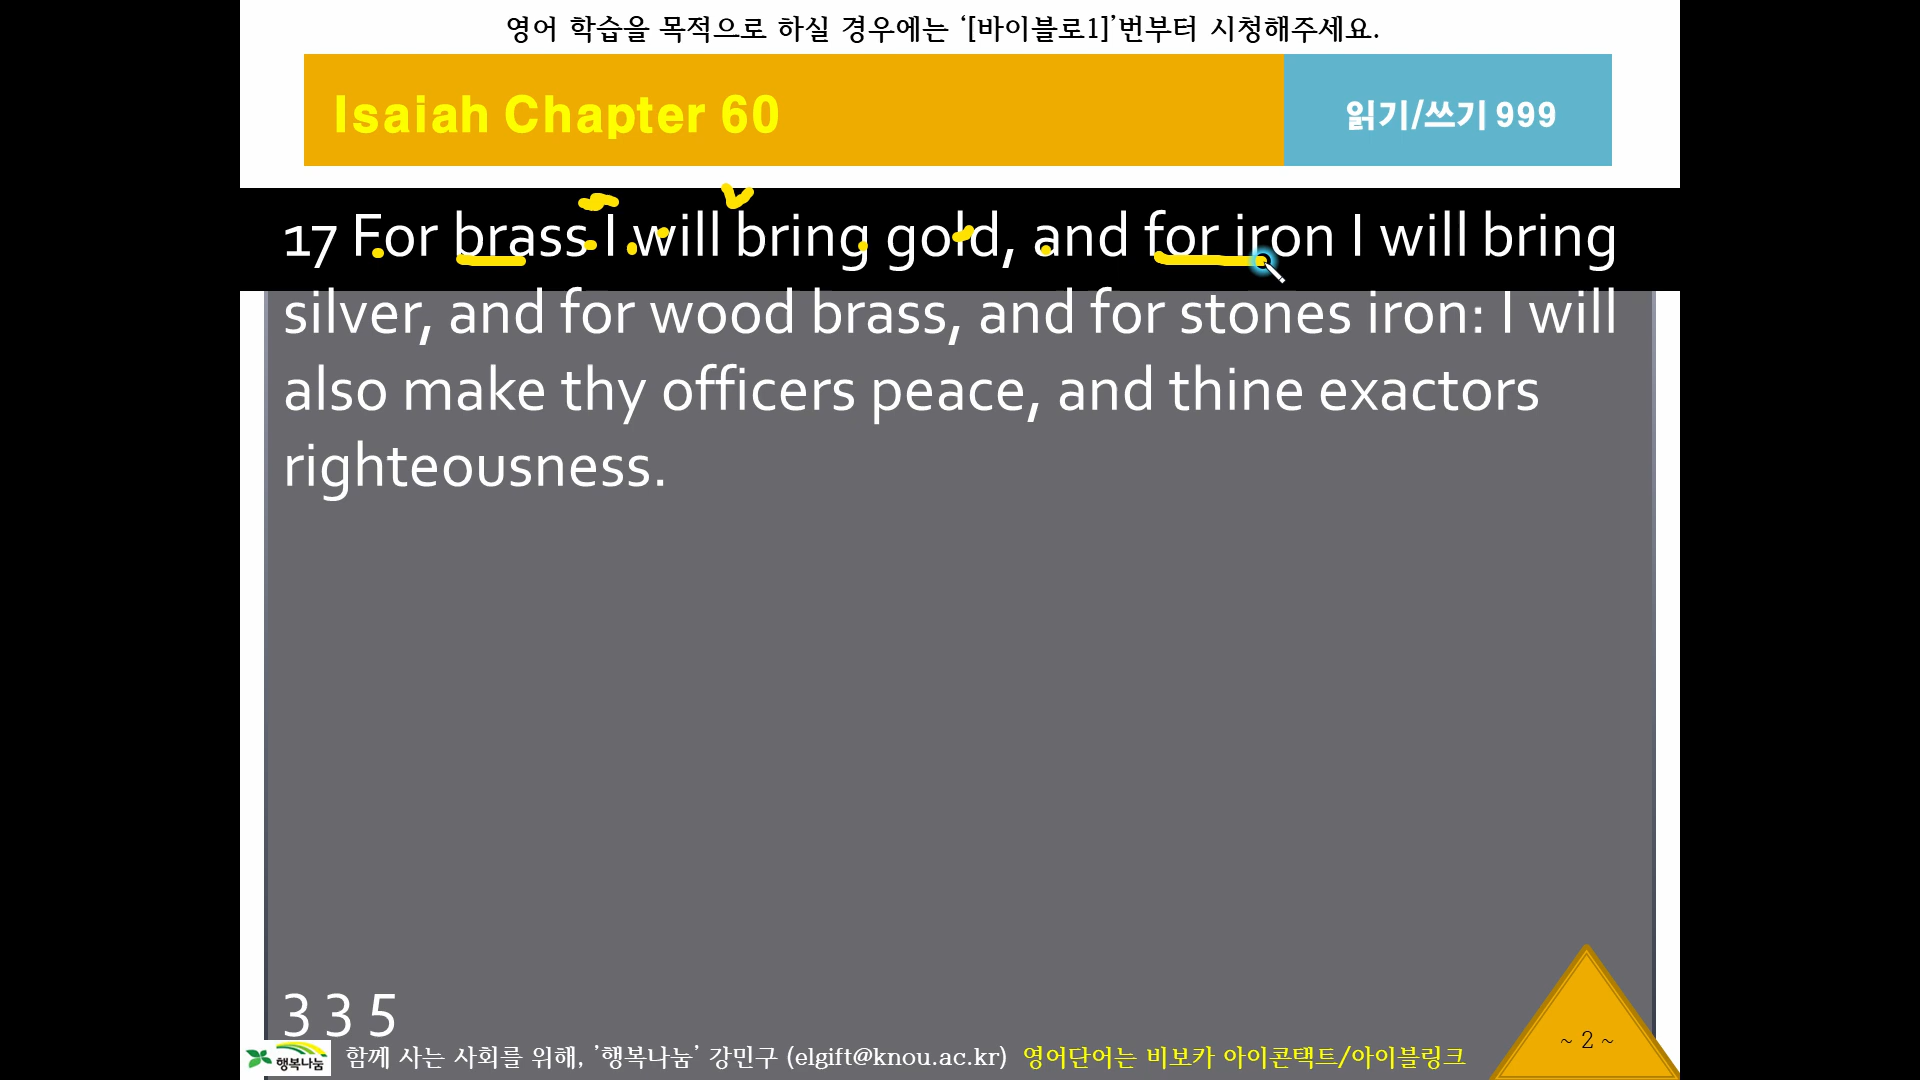 영어 학습을 목적으로 하실 경우에는 ‘[바이블로1]’번부터 시청해주세요.
Isaiah Chapter 60
읽기/쓰기 999
17 For brass I will bring gold, and for iron I will bring
silver, and for wood brass, and for stones iron: I will
also make thy officers peace, and thine exactors
righteousness.
3 3 5
~ 2 ~
행복나눔 함께 사는 사회를 위해, ’행복나눔’ 강민구 (elgift@knou.ac.kr) 영어단어는 비보카 아이콘택트/아이블링크